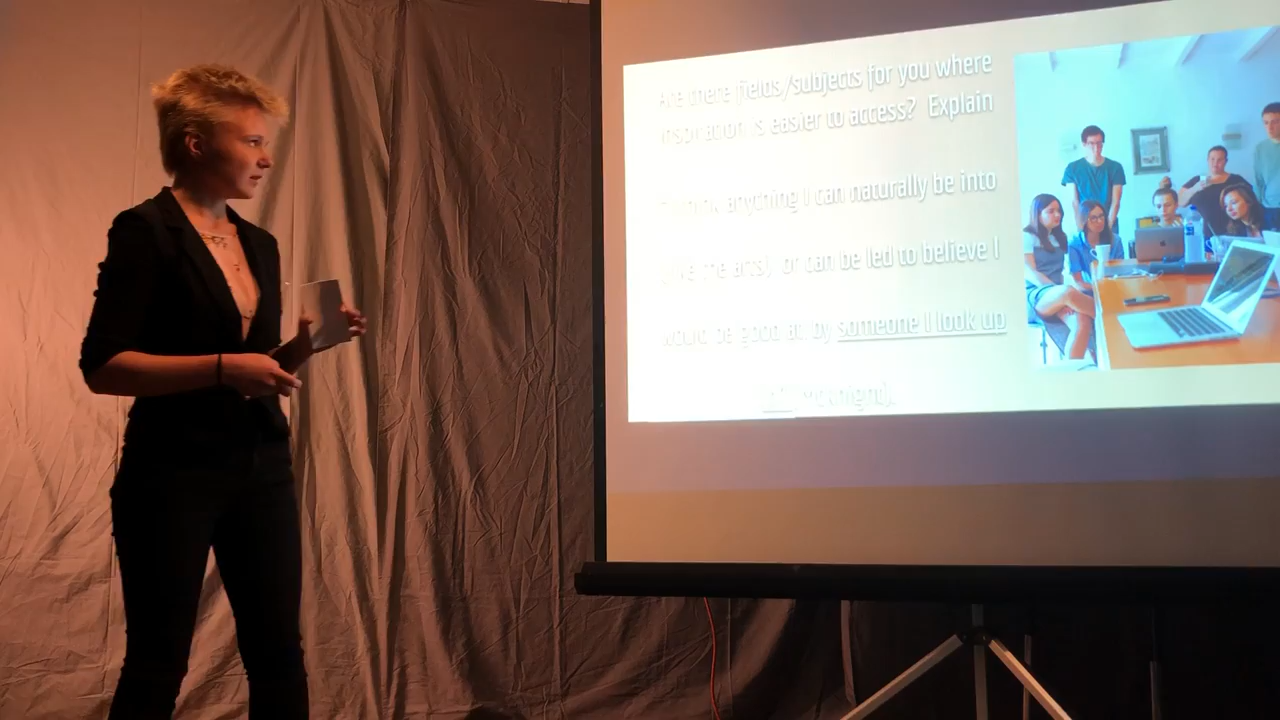 Are there fields/subjects for you where
inspiration is easier to access? Explain
I think anything I can naturally be into
(like the arts), or can be led to believe I
would be good at by someone I look up